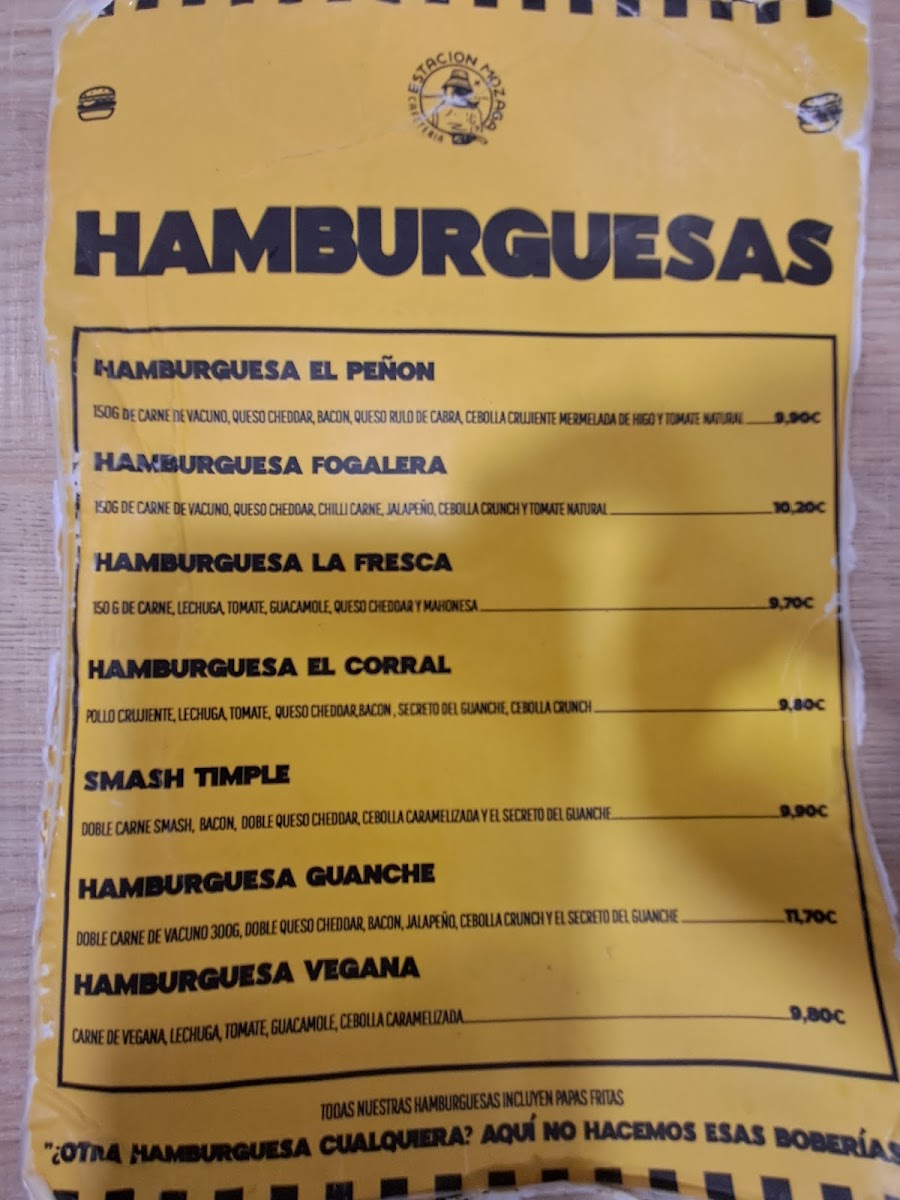 ESTACION MOZAGA
CAFETERIA
HAMBURGUESAS
HAMBURGUESA EL PEÑON
150G DE CARNE DE VACUNO, QUESO CHEDDAR, BACON, QUESO RULO DE CABRA, CEBOLLA CRUJIENTE MERMELADA DE HIGO Y TOMATE NATURAL 9,90€
HAMBURGUESA FOGALERA
150G DE CARNE DE VACUNO, QUESO CHEDDAR, CHILLI CARNE, JALAPEÑO, CEBOLLA CRUNCH Y TOMATE NATURAL 10,20€
HAMBURGUESA LA FRESCA
150 G DE CARNE, LECHUGA, TOMATE, GUACAMOLE, QUESO CHEDDAR Y MAHONESA 9,70€
HAMBURGUESA EL CORRAL
POLLO CRUJIENTE, LECHUGA, TOMATE, QUESO CHEDDAR,BACON , SECRETO DEL GUANCHE, CEBOLLA CRUNCH 9,80€
SMASH TIMPLE
DOBLE CARNE SMASH, BACON, DOBLE QUESO CHEDDAR, CEBOLLA CARAMELIZADA Y EL SECRETO DEL GUANCHE 9,90€
HAMBURGUESA GUANCHE
DOBLE CARNE DE VACUNO 300G, DOBLE QUESO CHEDDAR, BACON, JALAPEÑO, CEBOLLA CRUNCH Y EL SECRETO DEL GUANCHE 11,70€
HAMBURGUESA VEGANA
CARNE DE VEGANA, LECHUGA, TOMATE, GUACAMOLE, CEBOLLA CARAMELIZADA 9,80€
TODAS NUESTRAS HAMBURGUESAS INCLUYEN PAPAS FRITAS
"¿OTRA HAMBURGUESA CUALQUIERA? AQUÍ NO HACEMOS ESAS BOBERÍAS